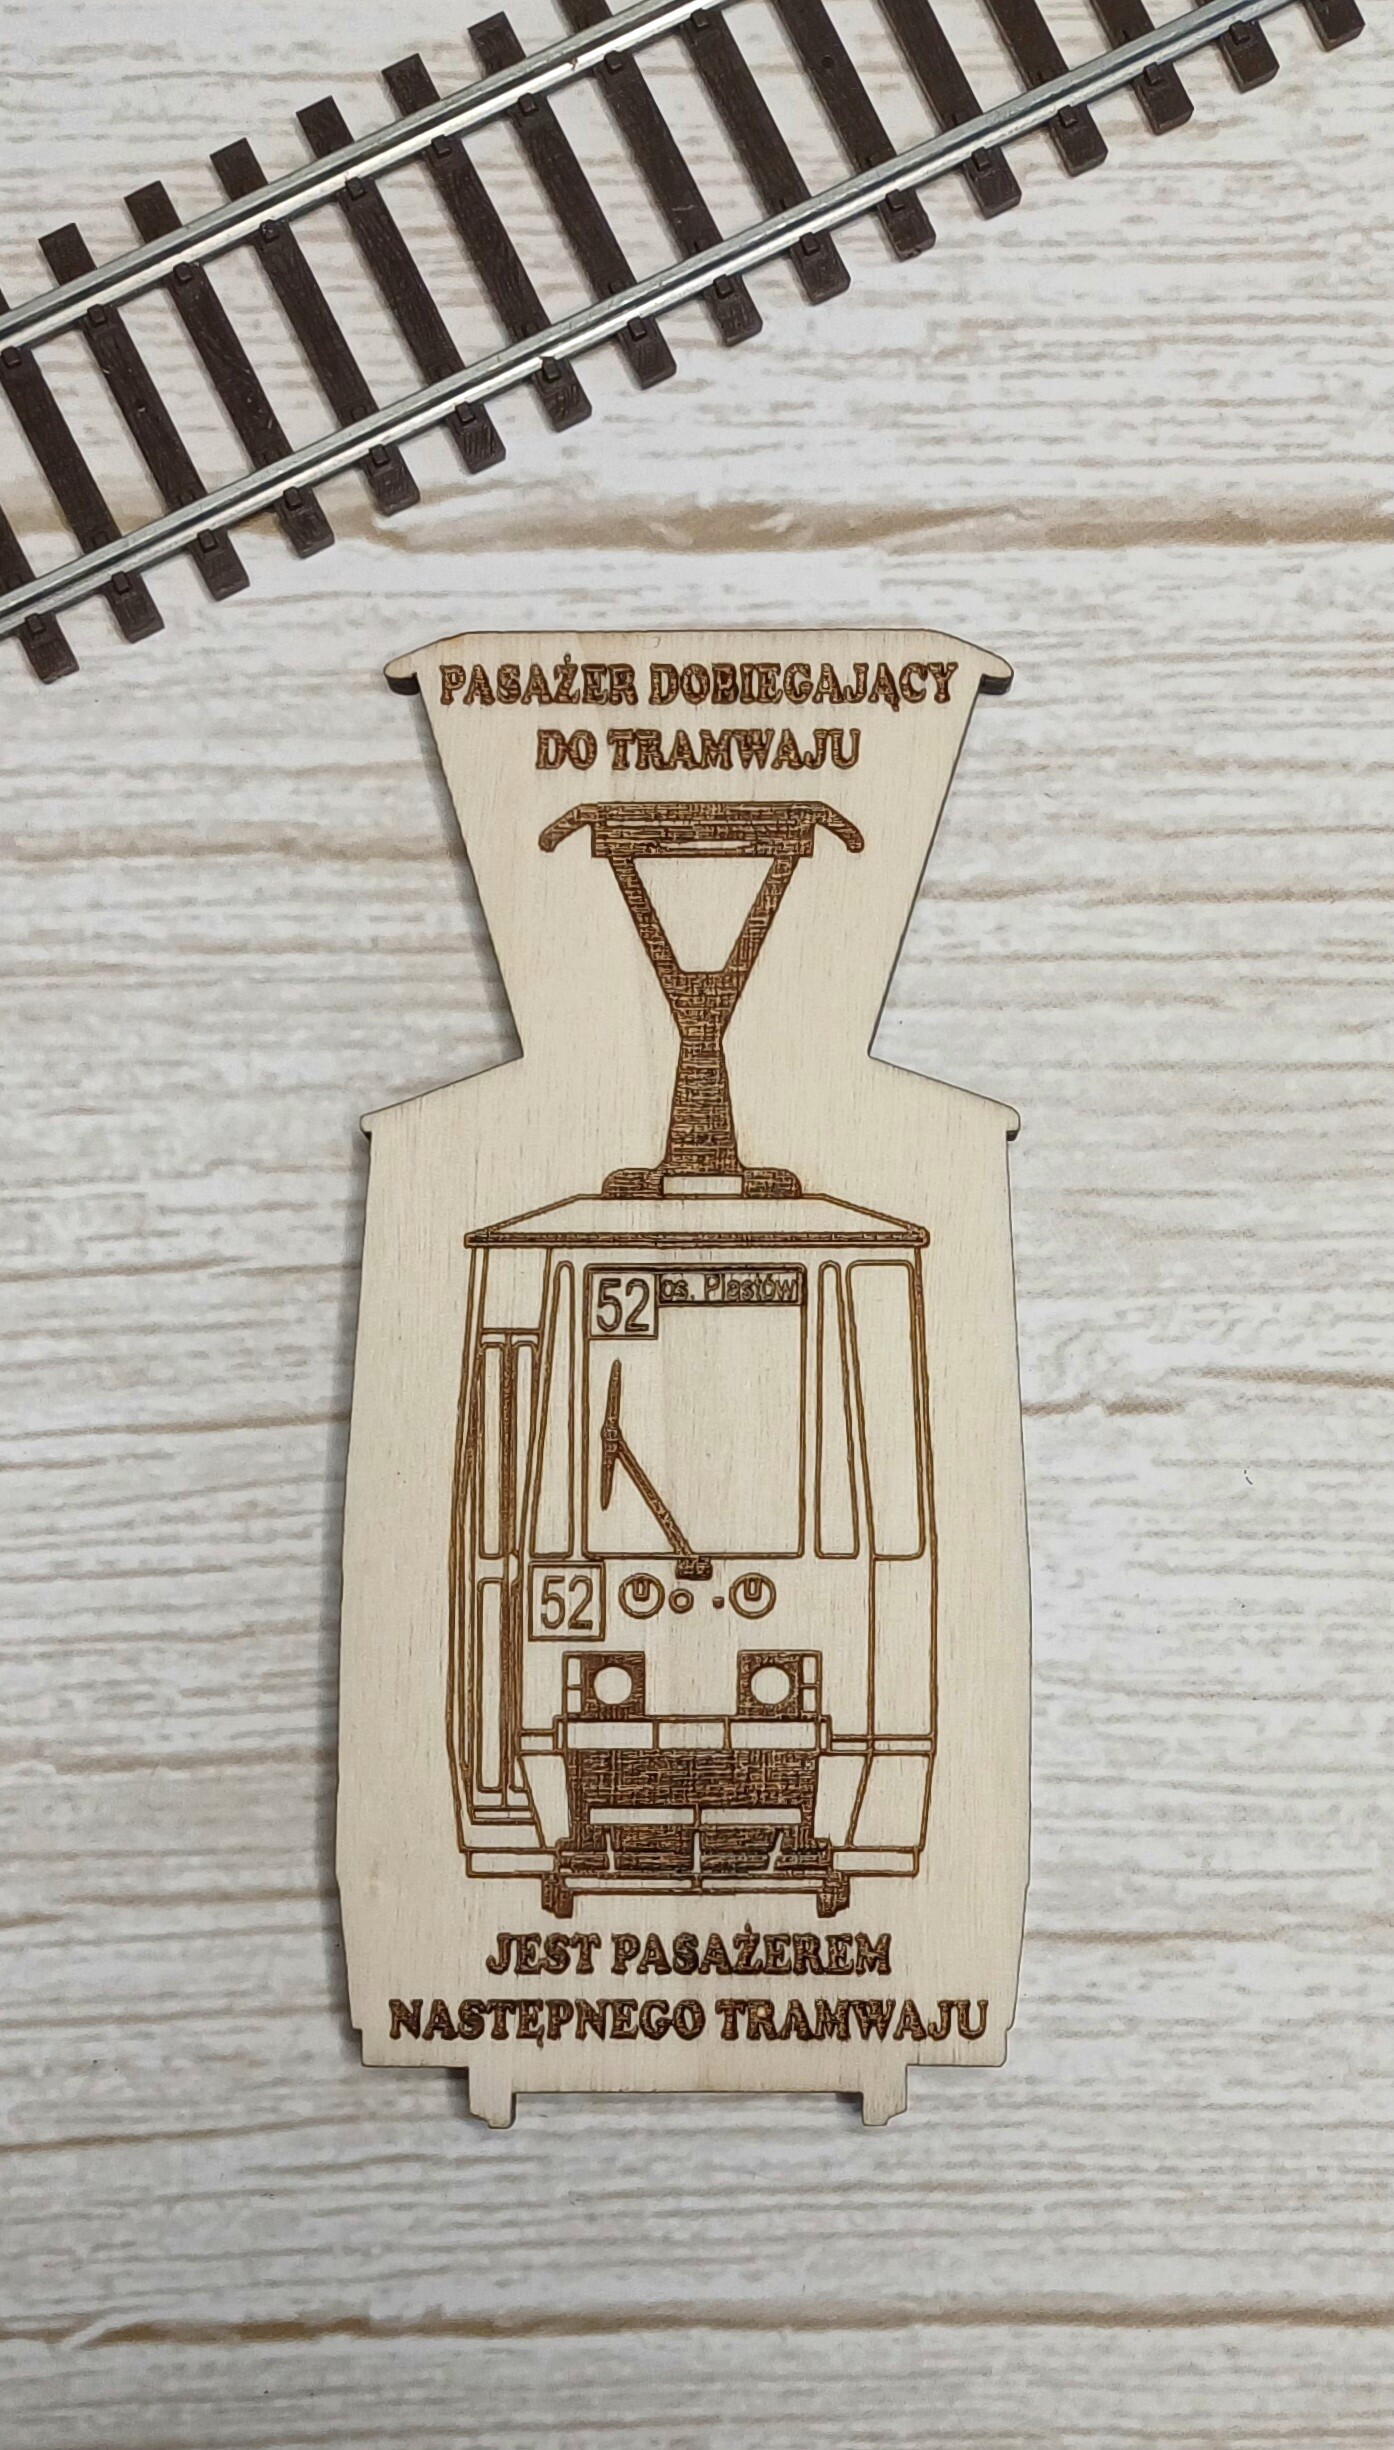 PASAŻER DOBIEGAJĄCY
DO TRAMWAJU
52 os. Piastów
52
JEST PASAŻEREM
NASTĘPNEGO TRAMWAJU